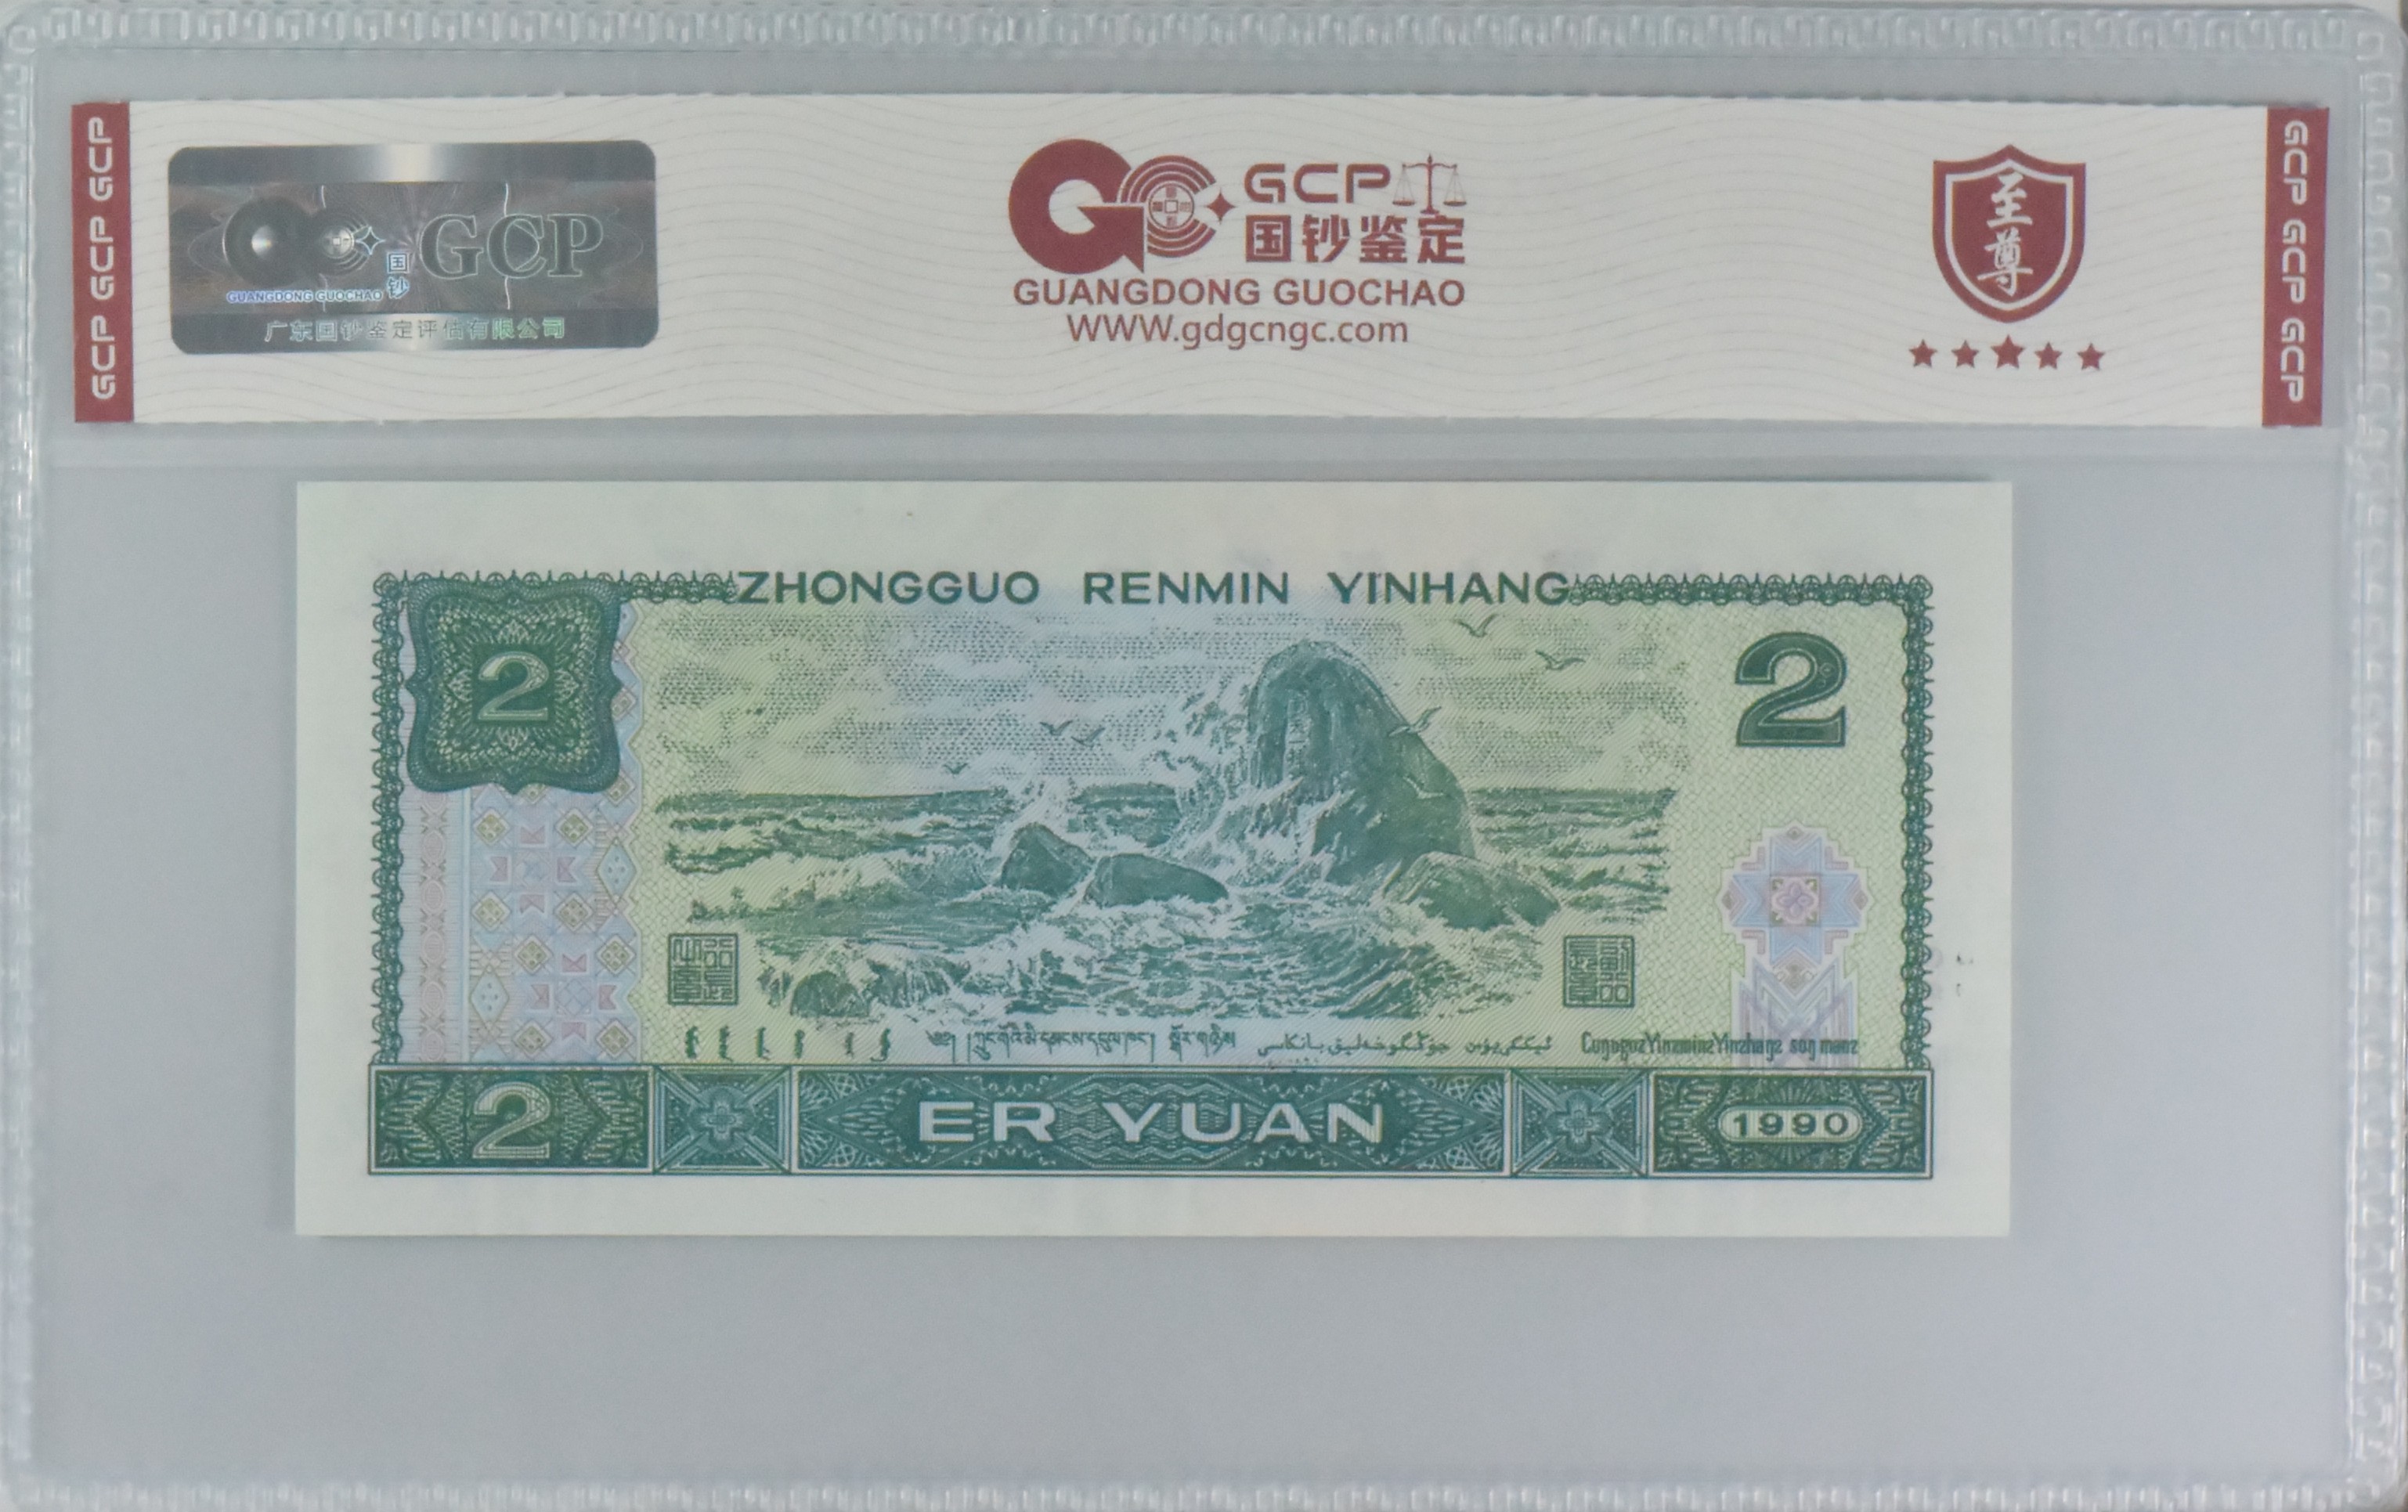 GCP GCP GCP
国钞
GCP
GUANGDONG GUOCHAO
广东国钞鉴定评估有限公司
GCP
国钞鉴定
GUANGDONG GUOCHAO
WWW.gdgcngc.com
至尊
GCP GCP GCP
ZHONGGUO RENMIN YINHANG
2
2
2
ER YUAN
1990